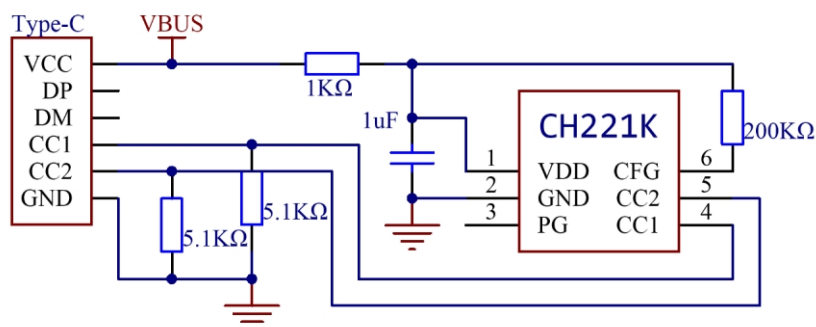 Type-C
VBUS
VCC
DP
DM
CC1
CC2
GND
1KΩ
1uF
5.1KΩ
5.1KΩ
CH221K
1
VDD
2
GND
3
PG
CFG
6
CC2
5
CC1
4
200KΩ